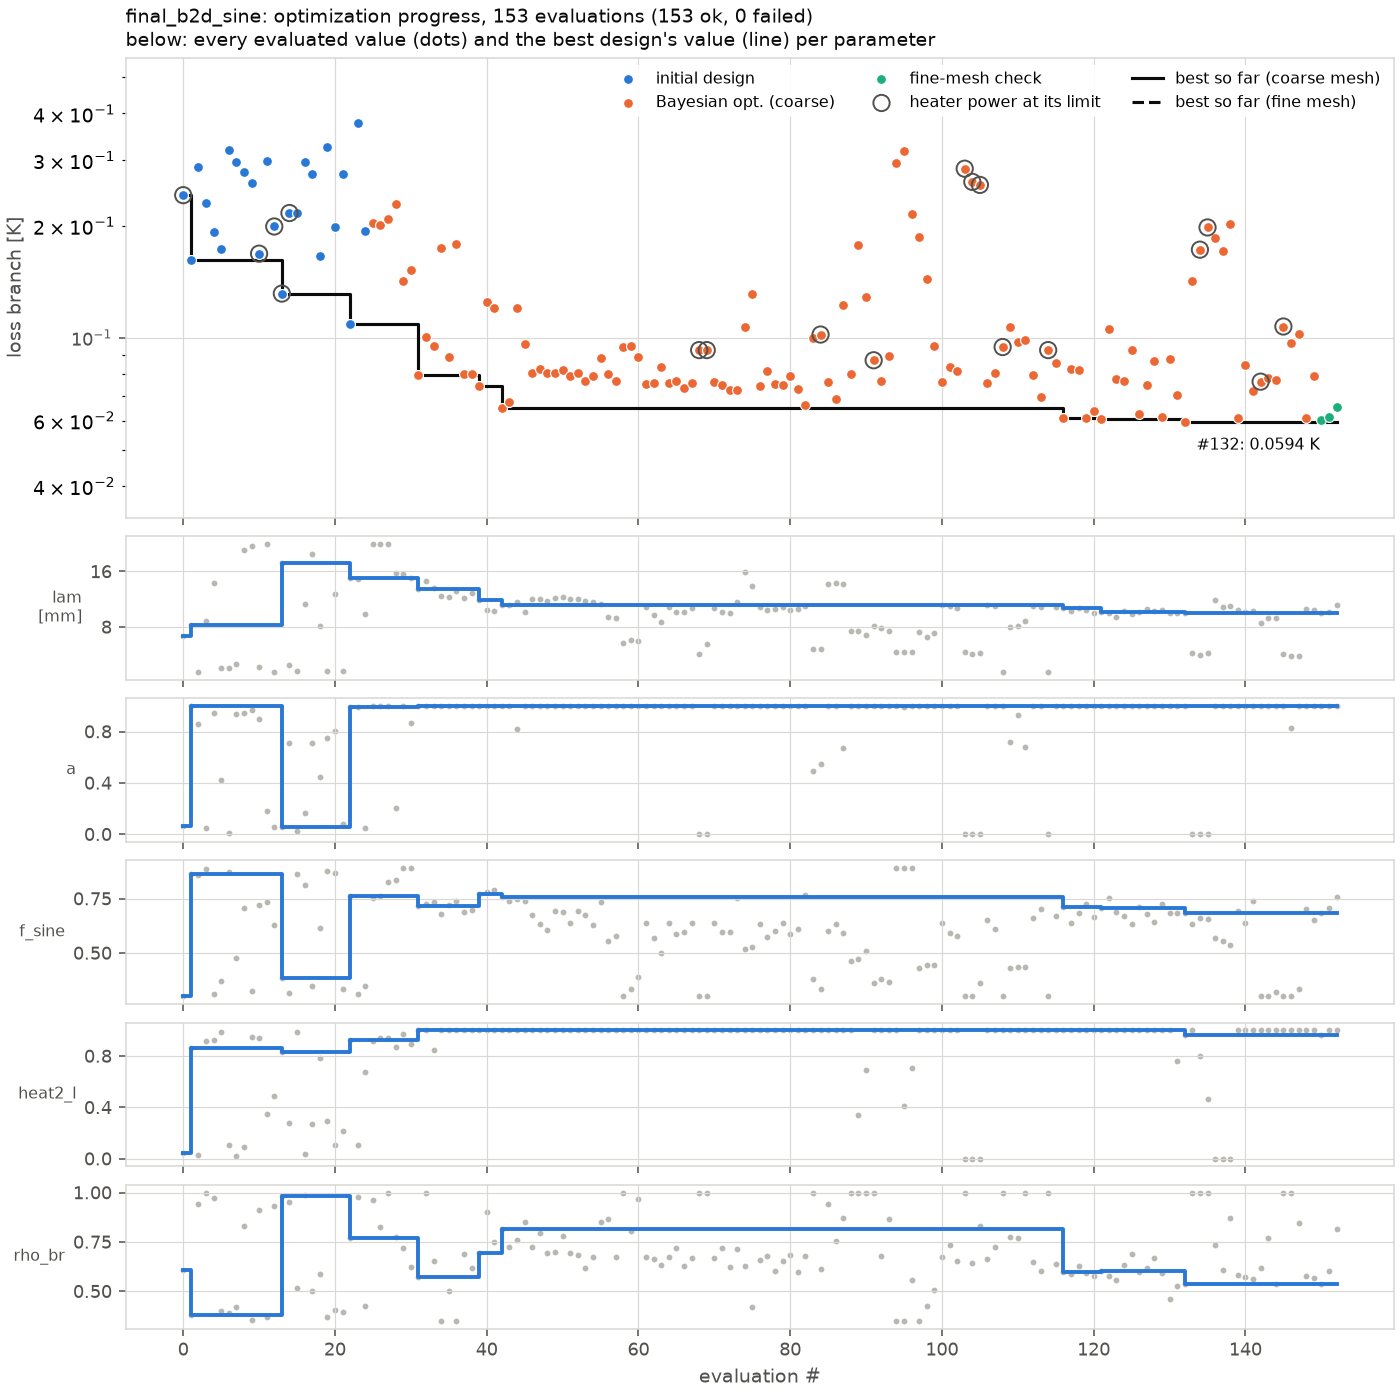 final_b2d_sine: optimization progress, 153 evaluations (153 ok, 0 failed)
below: every evaluated value (dots) and the best design's value (line) per parameter
initial design
Bayesian opt. (coarse)
fine-mesh check
heater power at its limit
best so far (coarse mesh)
best so far (fine mesh)
loss branch [K]
4 × 10⁻¹
3 × 10⁻¹
2 × 10⁻¹
10⁻¹
6 × 10⁻²
4 × 10⁻²
#132: 0.0594 K
lam
[mm]
16
8
a
0.8
0.4
0.0
f_sine
0.75
0.50
heat2_l
0.8
0.4
0.0
rho_br
1.00
0.75
0.50
0 20 40 60 80 100 120 140
evaluation #